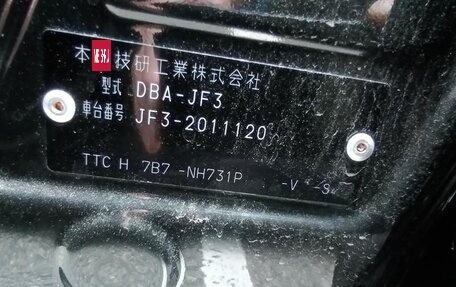 本技研工業株式会社
型式 DBA-JF3
車台番号 JF3-2011120
TTC H 7B7 -NH731P -V -S